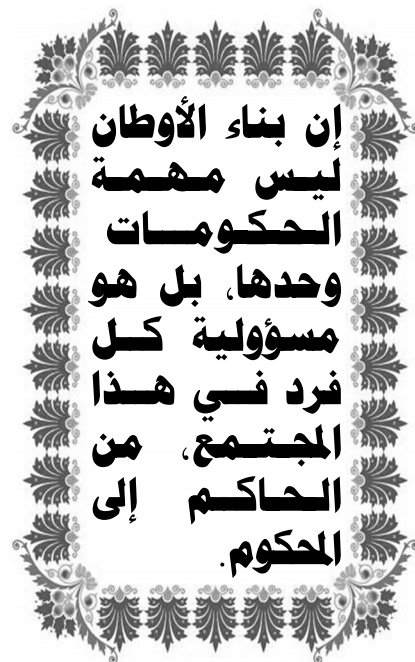 إن بناء الأوطان
ليس مهمة
الحكومات
وحدها، بل هو
مسؤولية كل
فرد في هذا
المجتمع، من
الحاكم إلى
المحكوم.